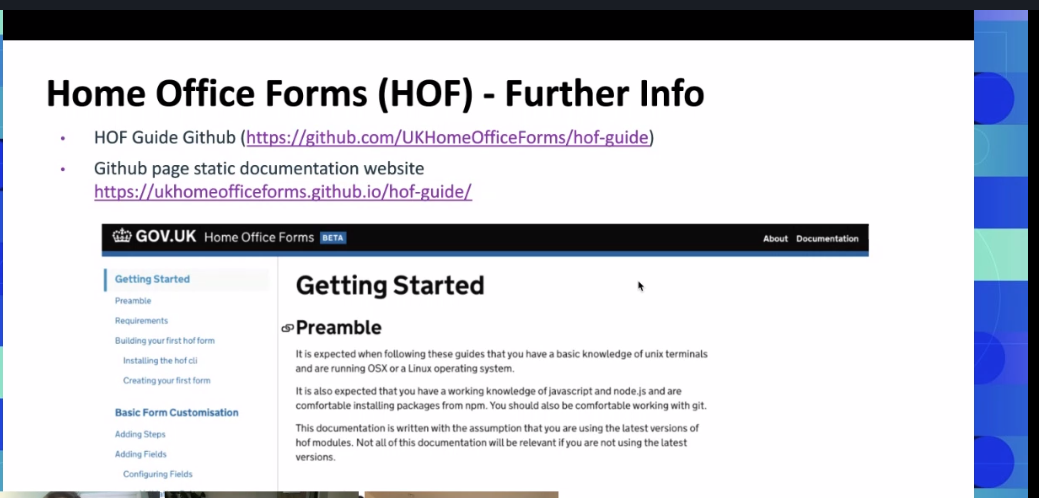 Home Office Forms (HOF) - Further Info
• HOF Guide Github (https://github.com/UKHomeOfficeForms/hof-guide)
• Github page static documentation website
https://ukhomeofficeforms.github.io/hof-guide/
GOV.UK Home Office Forms BETA
About Documentation
Getting Started
Preamble
Requirements
Building your first hof form
Installing the hof cli
Creating your first form
Basic Form Customisation
Adding Steps
Adding Fields
Configuring Fields
Getting Started
Preamble
It is expected when following these guides that you have a basic knowledge of unix terminals
and are running OSX or a Linux operating system.
It is also expected that you have a working knowledge of javascript and node.js and are
comfortable installing packages from npm. You should also be comfortable working with git.
This documentation is written with the assumption that you are using the latest versions of
hof modules. Not all of this documentation will be relevant if you are not using the latest
versions.